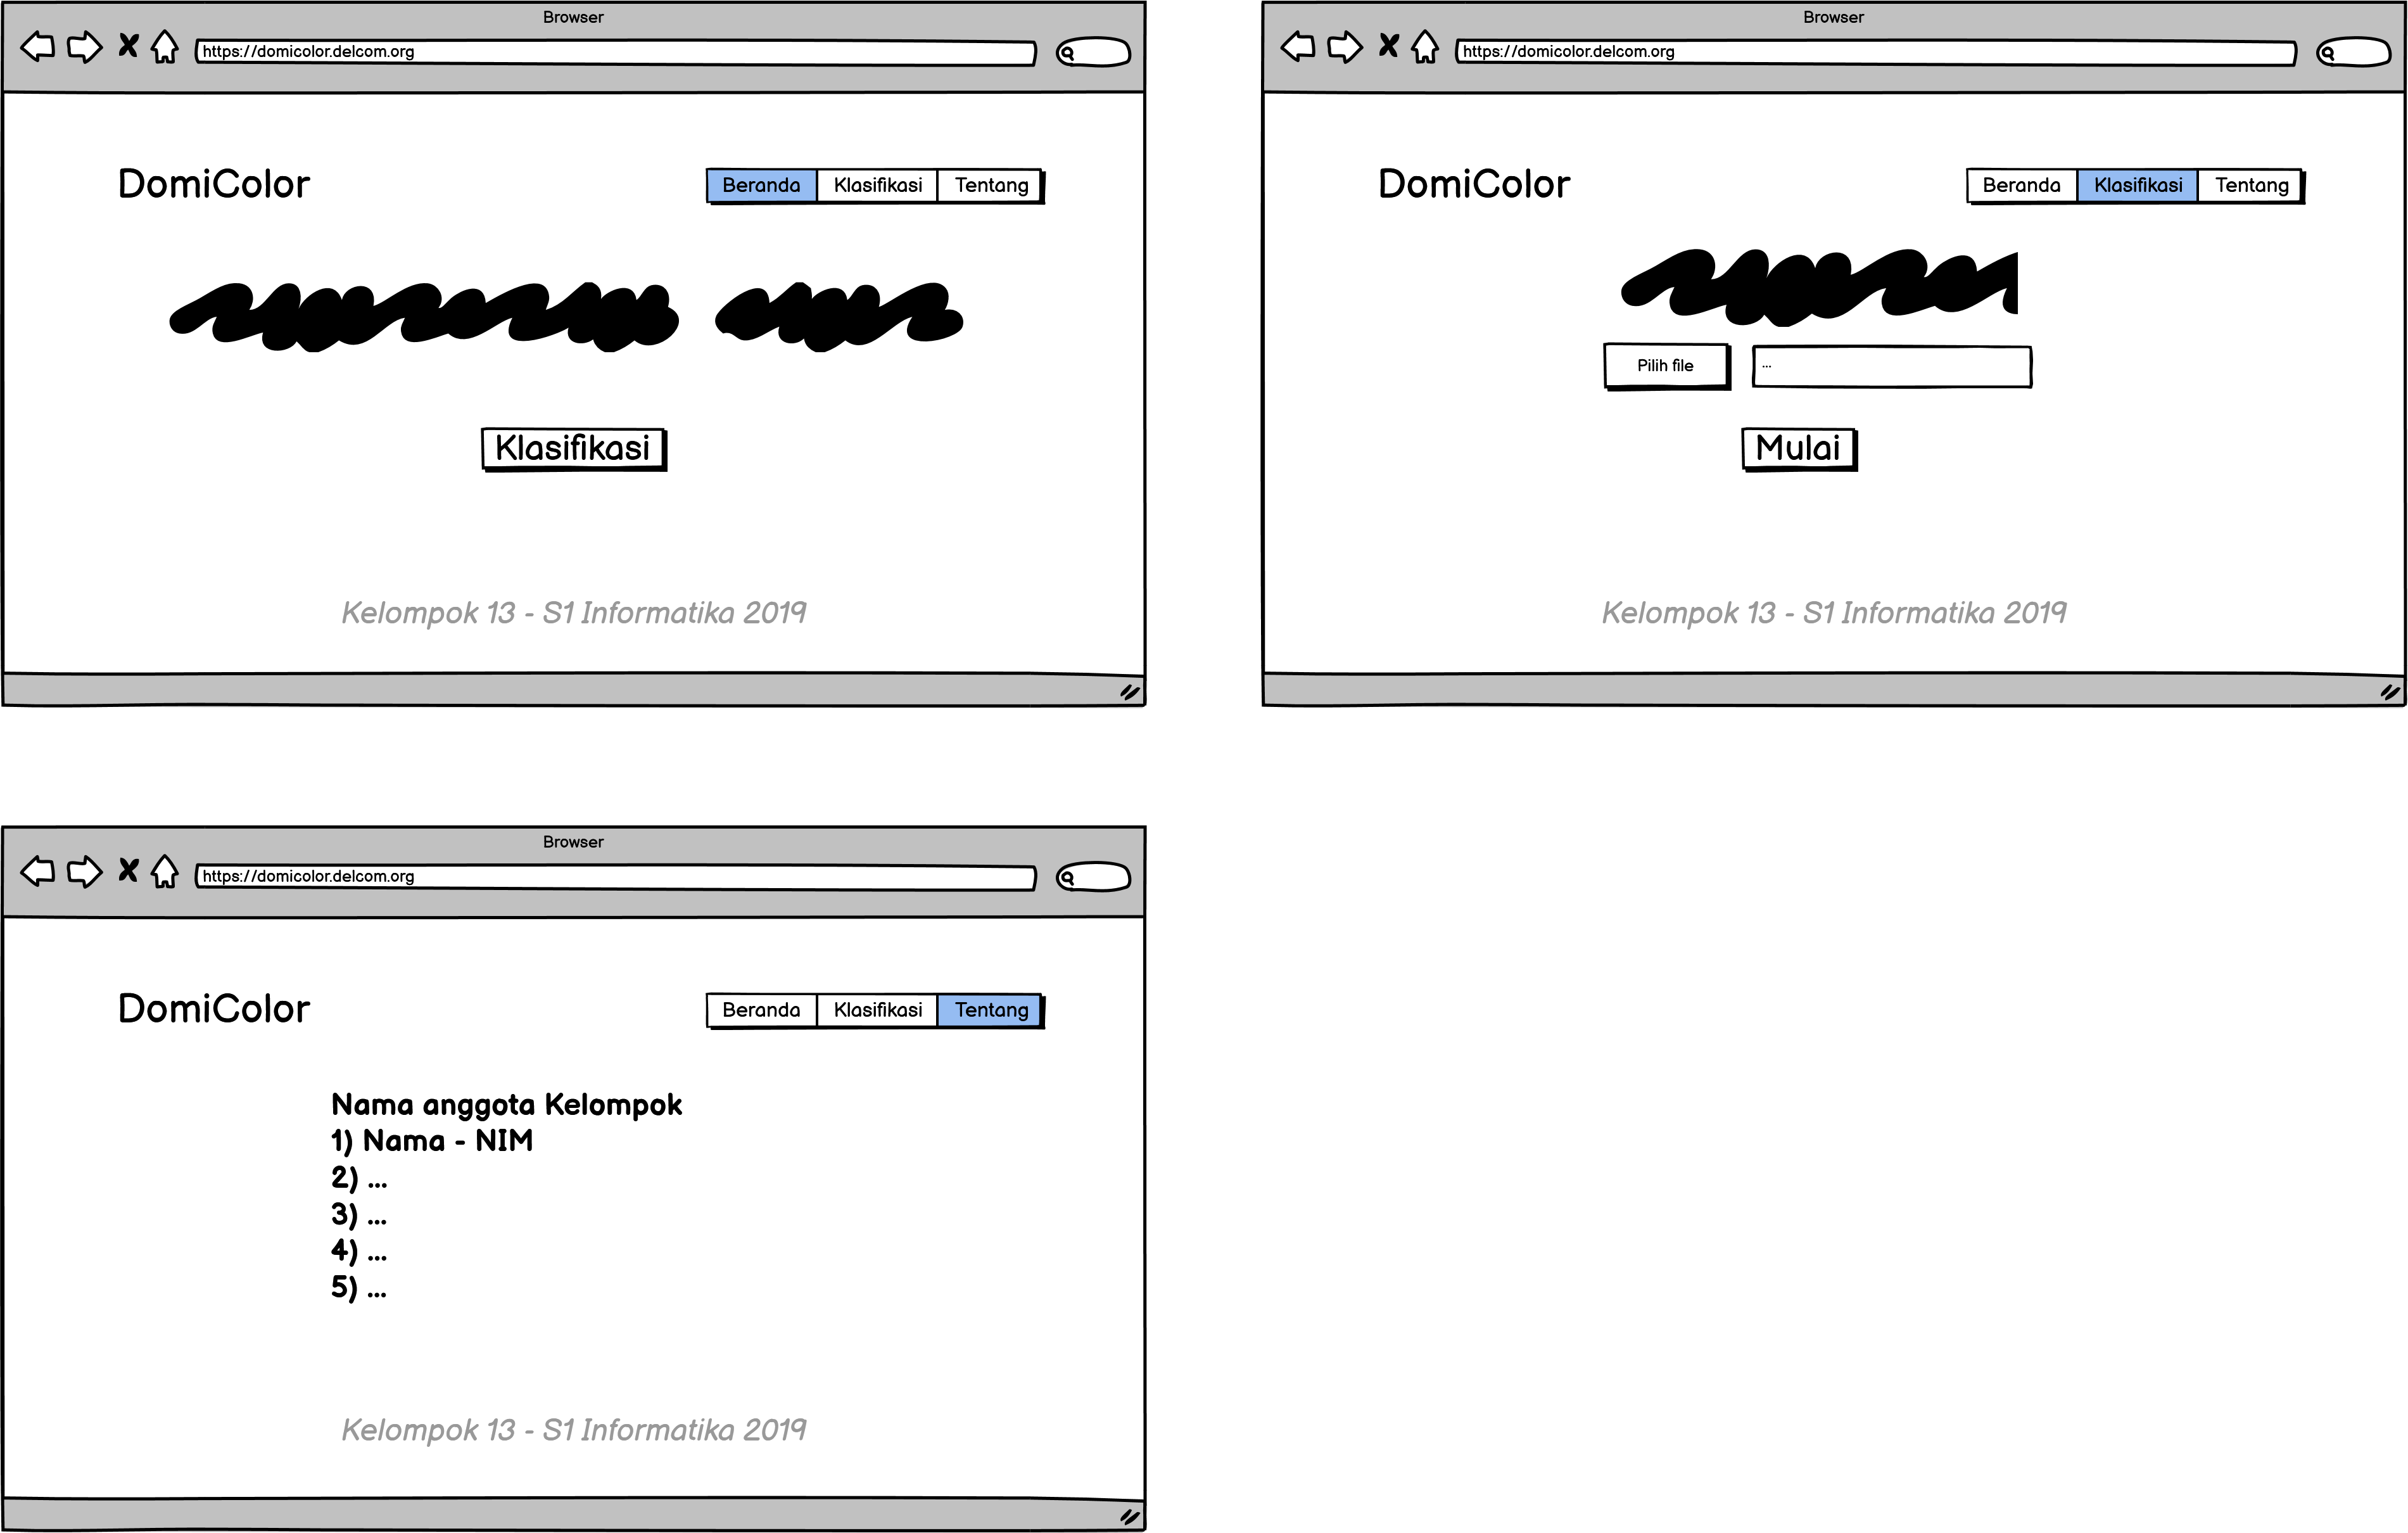 Browser
https://domicolor.delcom.org
DomiColor
Beranda Klasifikasi Tentang
Klasifikasi
Kelompok 13 - S1 Informatika 2019
Browser
https://domicolor.delcom.org
DomiColor
Beranda Klasifikasi Tentang
Pilih file ...
Mulai
Kelompok 13 - S1 Informatika 2019
Browser
https://domicolor.delcom.org
DomiColor
Beranda Klasifikasi Tentang
Nama anggota Kelompok
1) Nama - NIM
2) ...
3) ...
4) ...
5) ...
Kelompok 13 - S1 Informatika 2019